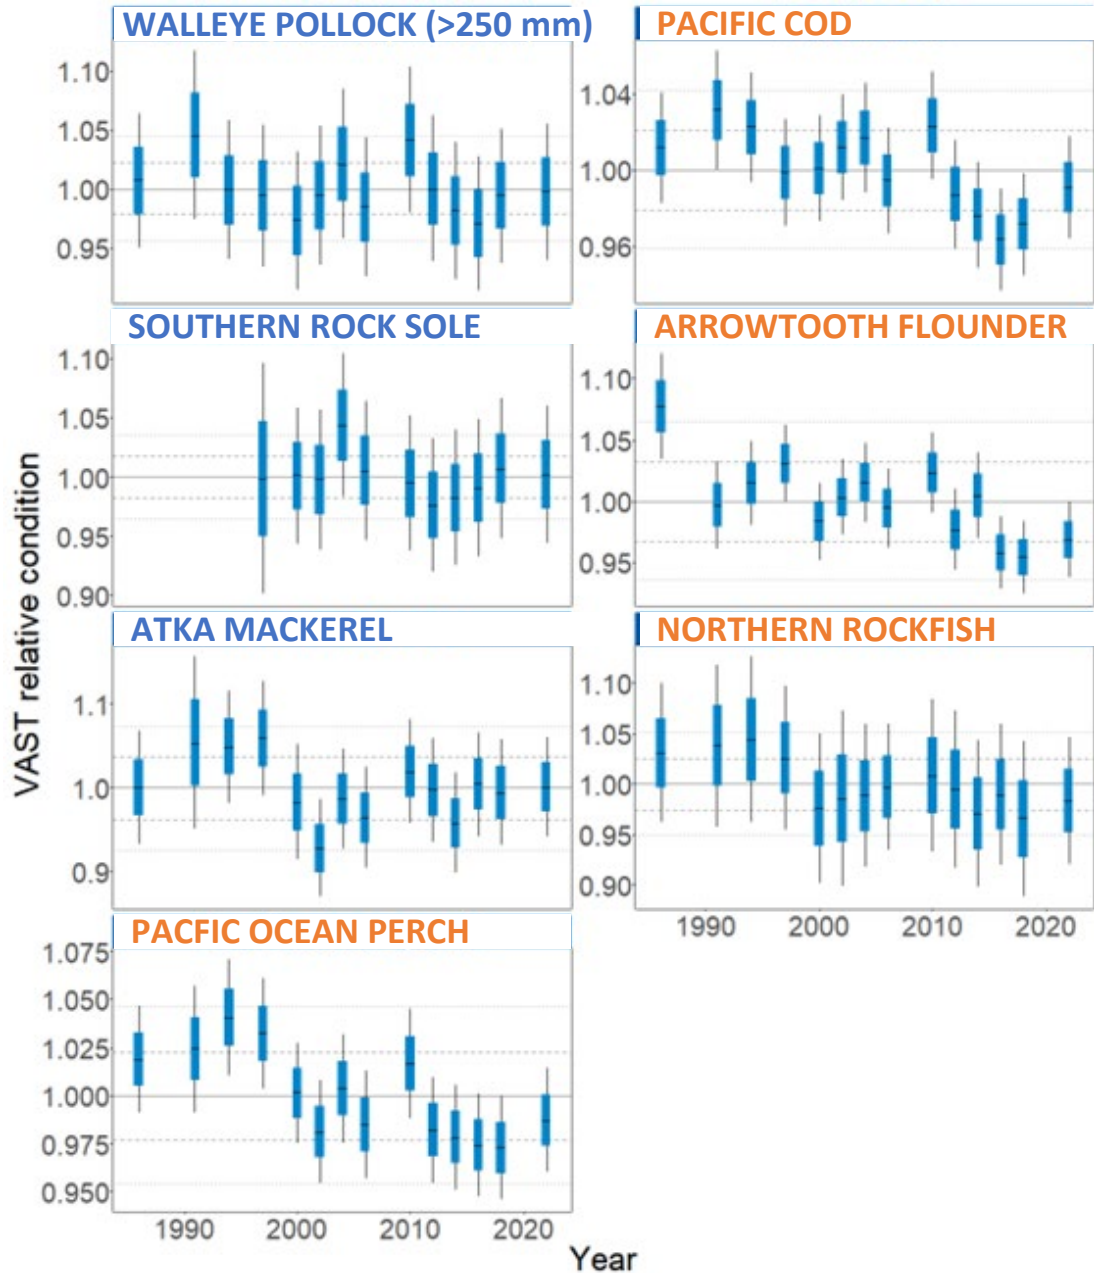 WALLEYE POLLOCK (>250 mm)
PACIFIC COD
1.10
1.05
1.00
0.95
1.04
1.00
0.96
SOUTHERN ROCK SOLE
ARROWTOOTH FLOUNDER
1.10
1.05
1.00
0.95
0.90
1.10
1.05
1.00
0.95
VAST relative condition
ATKA MACKEREL
NORTHERN ROCKFISH
1.1
1.0
0.9
1.10
1.05
1.00
0.95
0.90
1990 2000 2010 2020
PACFIC OCEAN PERCH
1.075
1.050
1.025
1.000
0.975
0.950
1990 2000 2010 2020
Year